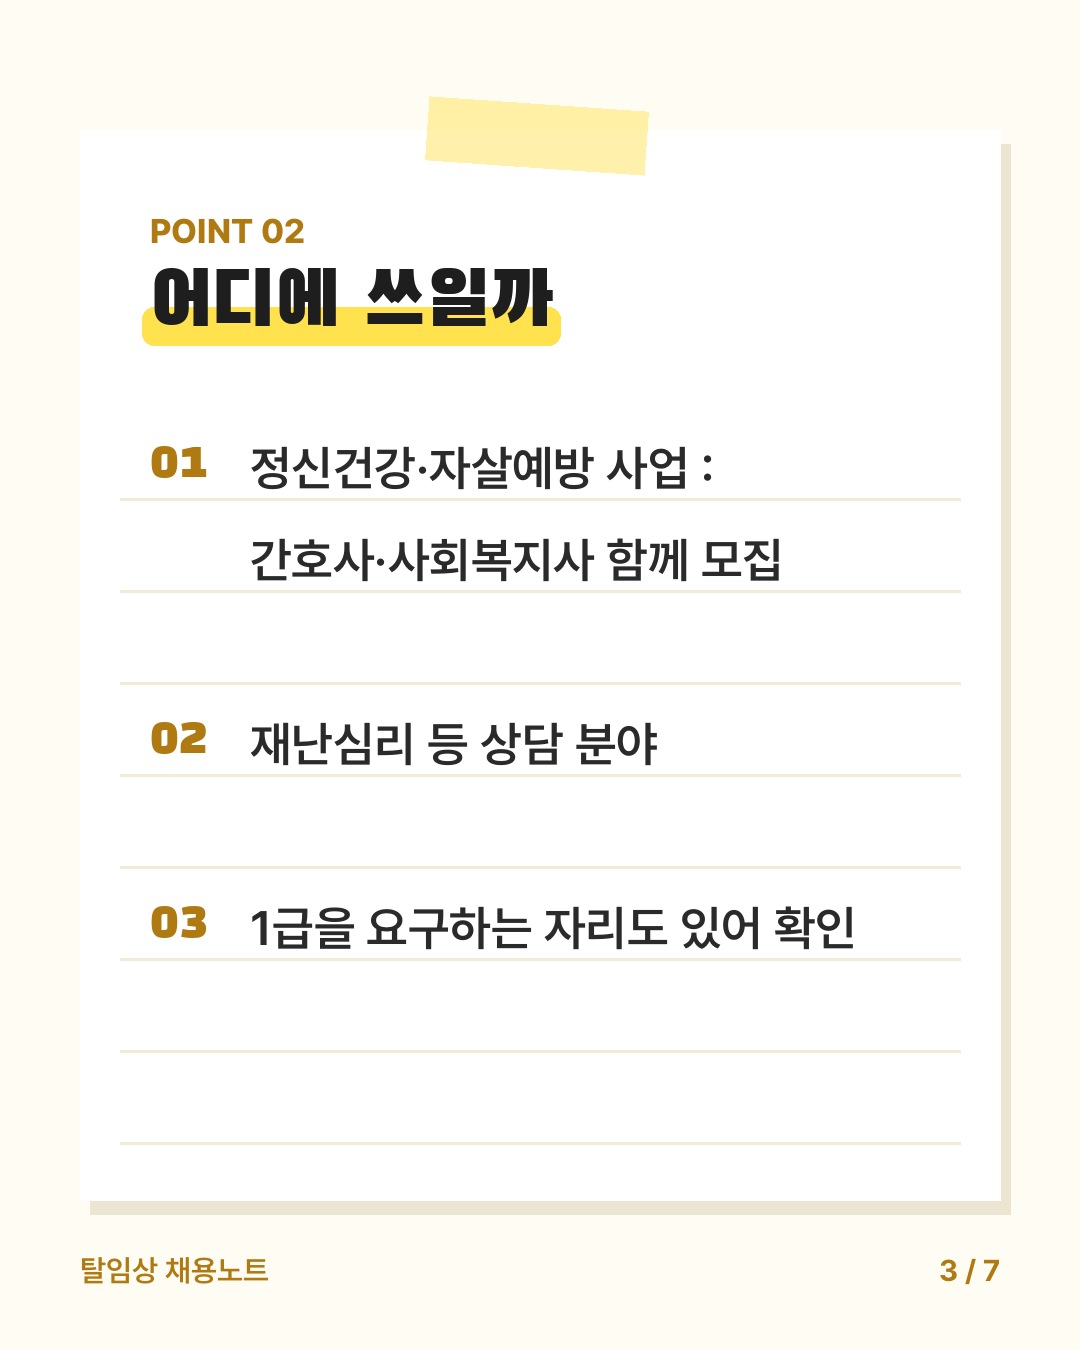 POINT 02
어디에 쓰일까
01 정신건강·자살예방 사업 :
간호사·사회복지사 함께 모집
02 재난심리 등 상담 분야
03 1급을 요구하는 자리도 있어 확인
탈임상 채용노트
3 / 7